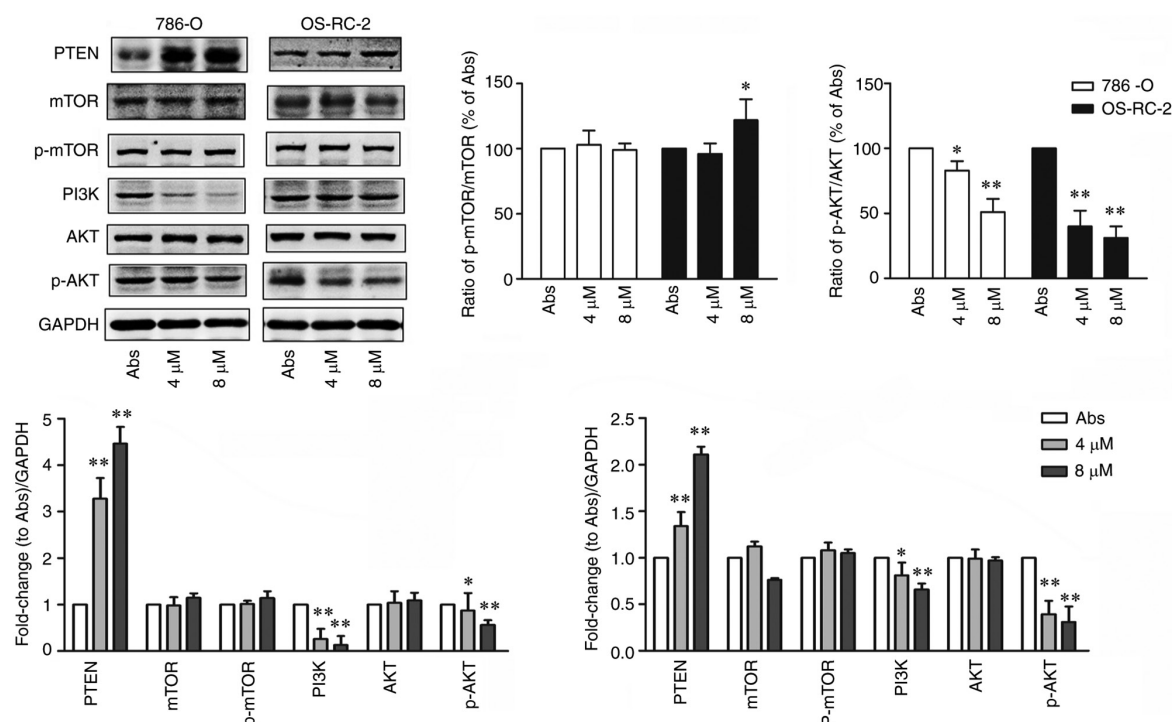 786-O OS-RC-2
PTEN
mTOR
p-mTOR
PI3K
AKT
p-AKT
GAPDH
Abs 4 μM 8 μM Abs 4 μM 8 μM
Ratio of p-mTOR/mTOR (% of Abs)
150
100
50
0
*
Abs 4 μM 8 μM Abs 4 μM 8 μM
Ratio of p-AKT/AKT (% of Abs)
150
100
50
0
* ** ** **
786 -O
OS-RC-2
Abs 4 μM 8 μM Abs 4 μM 8 μM
Fold-change (to Abs)/GAPDH
5
4
3
2
1
0
** ** ** ** * **
PTEN mTOR p-mTOR PI3K AKT p-AKT
Fold-change (to Abs)/GAPDH
2.5
2.0
1.5
1.0
0.5
0.0
** ** * ** ** **
PTEN mTOR P-mTOR PI3K AKT p-AKT
Abs
4 μM
8 μM